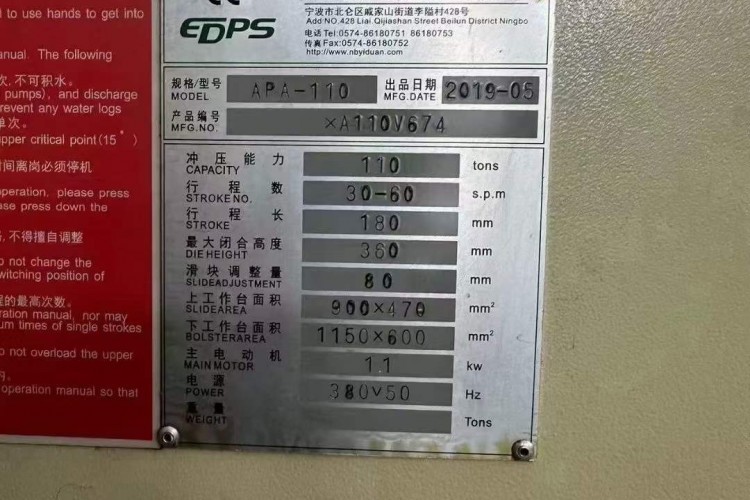 to use hands to get into
anual. The following
次,不可积水。
pumps), and discharge
revent any water logs
单次。
upper critical point(15°)
时间离岗必须停机
peration, please press
ase press down the
,不得擅自调整
o not change the
witching position of
程的最高次数。
ration manual, nor may
um times of single strokes
o not overload the upper
operation manual so that
EDPS
宁波市北仑区戚家山街道李隘村428号
Add NO.428 Liai Qijiashan Street Beilun District Ningbo
电话Tel:0574-86180751 86180753
传真Fax:0574-86180752
http://www.nbyiduan.com
规格/型号 APA-110 出品日期 2019-05
MODEL MFG.DATE
产品编号 ×A110V674
MFG.NO.
冲压能力 110 tons
CAPACITY
行程数 30-60 s.p.m
STROKE NO.
行程长 180 mm
STROKE
最大闭合高度 360 mm
DIE HEIGHT
滑块调整量 80 mm
SLIDEADJUSTMENT
上工作台面积 900×470 mm²
SLIDEAREA
下工作台面积 1150×600 mm²
BOLSTERAREA
主电动机 11 kw
MAIN MOTOR
电源 380V50 Hz
POWER
重量 Tons
WEIGHT